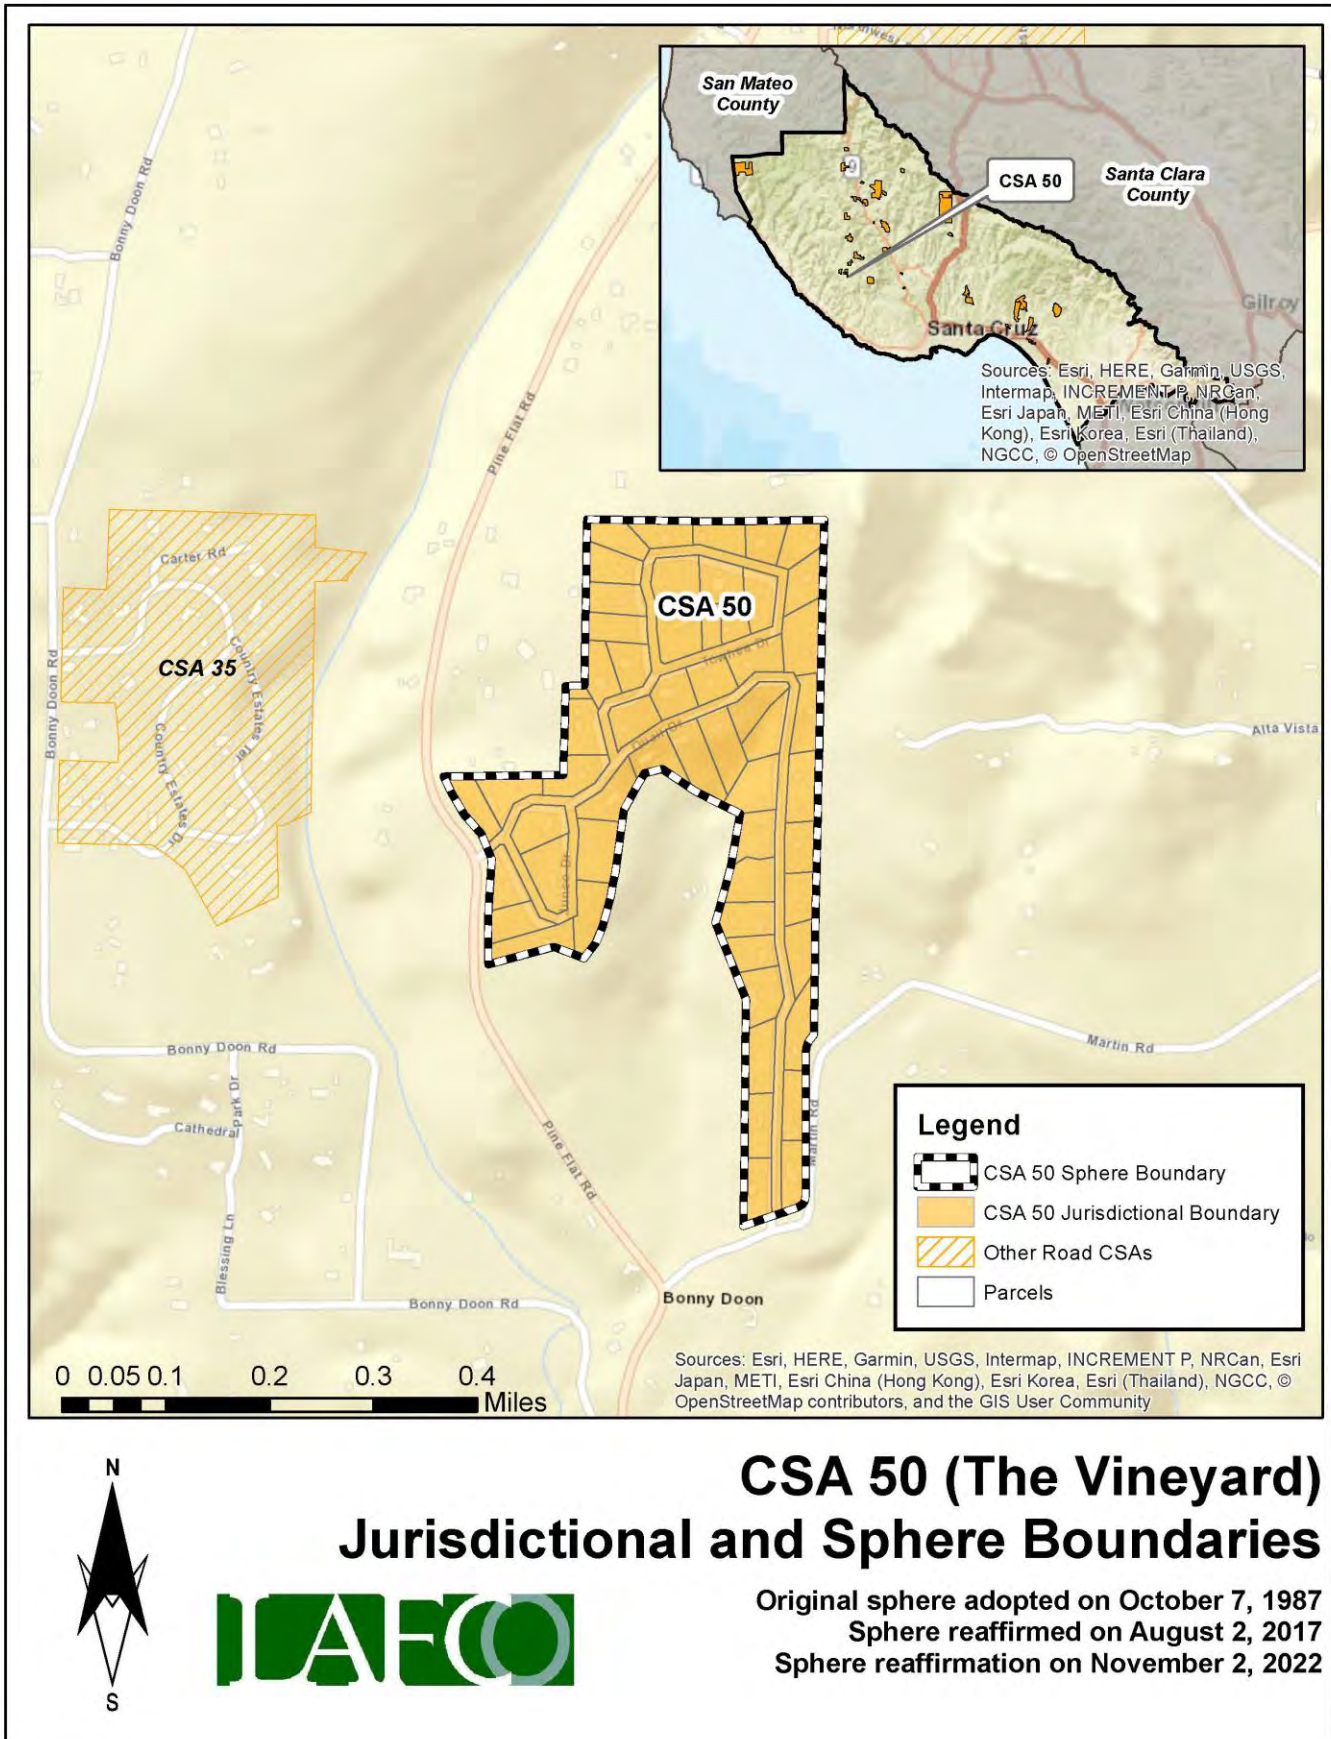 San Mateo
County
Santa Clara
County
CSA 50
9
Gilroy
Santa Cruz
Sources: Esri, HERE, Garmin, USGS,
Intermap, INCREMENT P, NRCan,
Esri Japan, METI, Esri China (Hong
Kong), Esri Korea, Esri (Thailand),
NGCC, © OpenStreetMap
Bonny Doon Rd
Pine Flat Rd
Carter Rd
CSA 35
Country Estates Ter
Country Estates Dr
Bonny Doon Rd
CSA 50
Townes Dr
Quail Dr
Alta Vista
Bonny Doon Rd
Cathedral
Park Dr
Blessing Ln
Bonny Doon Rd
Pine Flat Rd
Martin Rd
Martin Rd
Bonny Doon
Legend
CSA 50 Sphere Boundary
CSA 50 Jurisdictional Boundary
Other Road CSAs
Parcels
0 0.05 0.1 0.2 0.3 0.4
Miles
Sources: Esri, HERE, Garmin, USGS, Intermap, INCREMENT P, NRCan, Esri
Japan, METI, Esri China (Hong Kong), Esri Korea, Esri (Thailand), NGCC, ©
OpenStreetMap contributors, and the GIS User Community
N
S
LAFCO
CSA 50 (The Vineyard)
Jurisdictional and Sphere Boundaries
Original sphere adopted on October 7, 1987
Sphere reaffirmed on August 2, 2017
Sphere reaffirmation on November 2, 2022